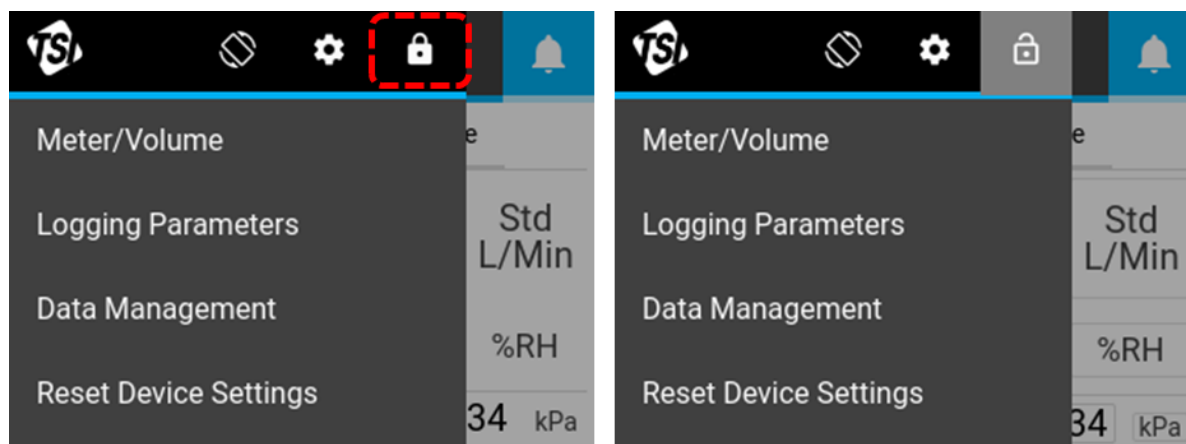 TSI
Meter/Volume
e
Logging Parameters
Std
L/Min
Data Management
%RH
Reset Device Settings
34 kPa
TSI
Meter/Volume
e
Logging Parameters
Std
L/Min
Data Management
%RH
Reset Device Settings
34 kPa